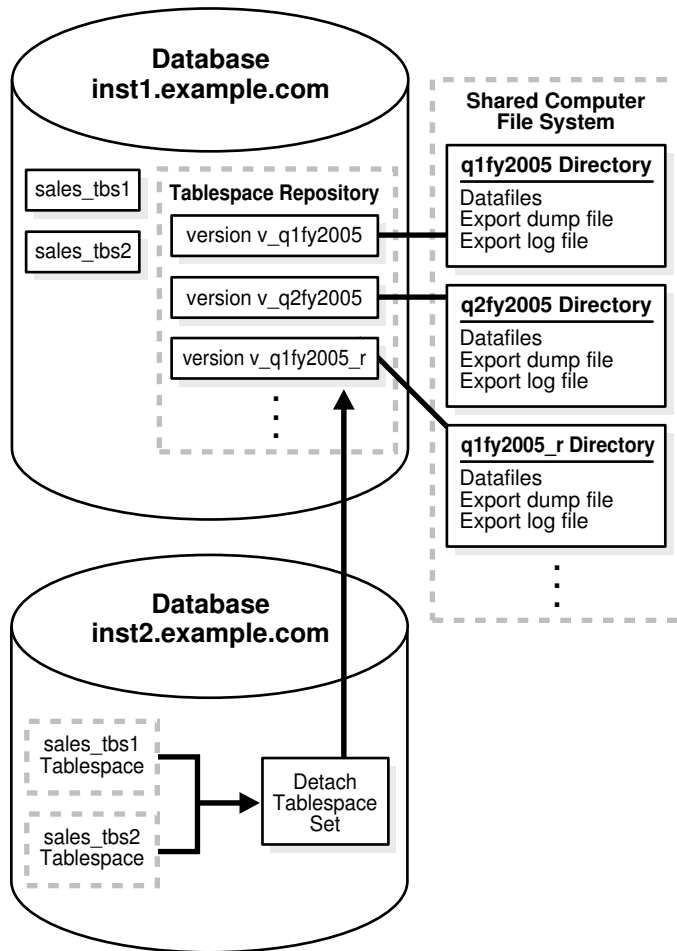 Database
inst1.example.com
sales_tbs1
sales_tbs2
Tablespace Repository
version v_q1fy2005
version v_q2fy2005
version v_q1fy2005_r
Shared Computer
File System
q1fy2005 Directory
Datafiles
Export dump file
Export log file
q2fy2005 Directory
Datafiles
Export dump file
Export log file
q1fy2005_r Directory
Datafiles
Export dump file
Export log file
Database
inst2.example.com
sales_tbs1
Tablespace
sales_tbs2
Tablespace
Detach
Tablespace
Set